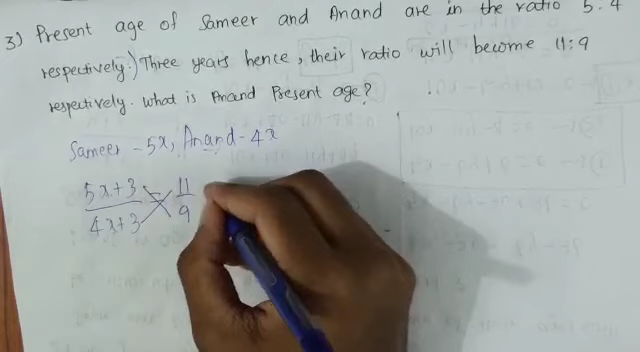 3) Present age of Sameer and Anand are in the ratio 5:4
respectively.) Three years hence, their ratio will become 11:9
respectively. What is Anand Present age?
Sameer - 5x, Anand - 4x
5x+3 = 11
4x+3 9